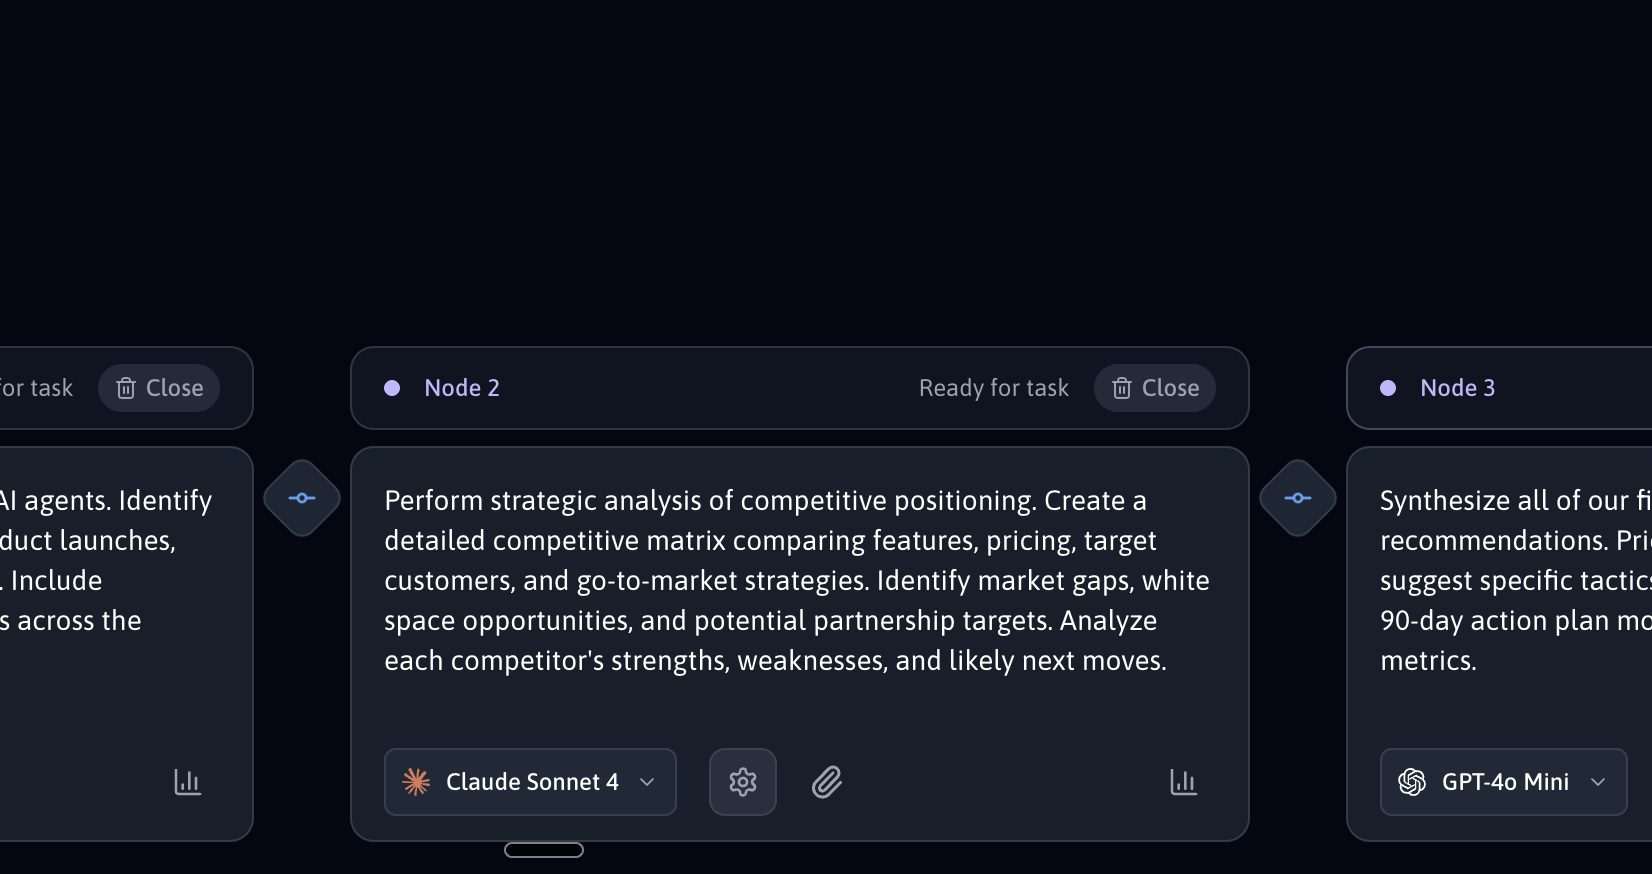 for task
Close
AI agents. Identify
duct launches,
. Include
s across the
Node 2
Ready for task
Close
Perform strategic analysis of competitive positioning. Create a
detailed competitive matrix comparing features, pricing, target
customers, and go-to-market strategies. Identify market gaps, white
space opportunities, and potential partnership targets. Analyze
each competitor's strengths, weaknesses, and likely next moves.
Claude Sonnet 4
Node 3
Synthesize all of our fi
recommendations. Pri
suggest specific tactics
90-day action plan mo
metrics.
GPT-4o Mini